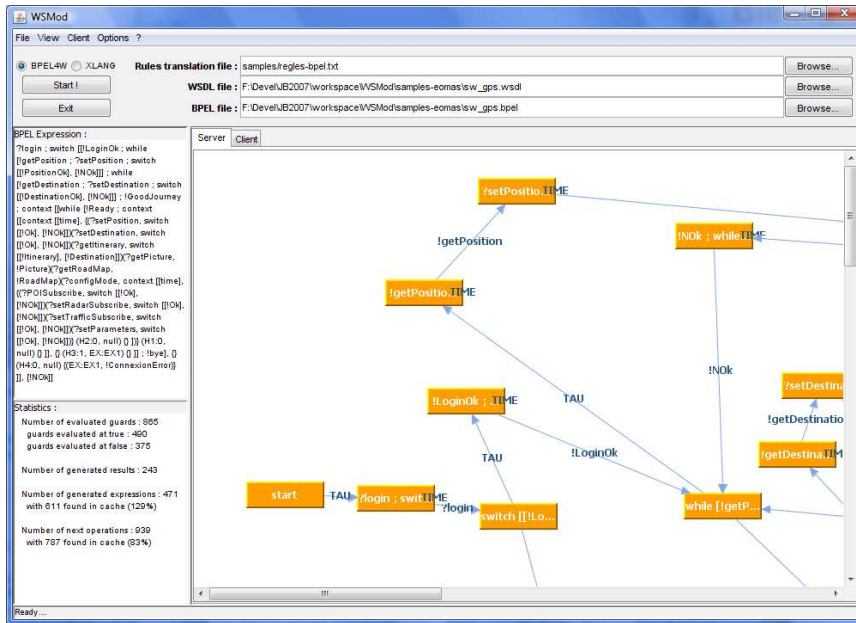 WSMod
File View Client Options ?
BPEL4W XLANG
Rules translation file : samples/regles-bpel.txt Browse...
Start !
WSDL file : F:\Devel\JB2007\workspace\WSMod\samples-eomas\sw_gps.wsdl Browse...
Exit
BPEL file : F:\Devel\JB2007\workspace\WSMod\samples-eomas\sw_gps.bpel Browse...
BPEL Expression :
?login ; switch [[!LoginOk ; while
[!getPosition ; ?setPosition ; switch
[[!PositionOk], [!NOk]]] ; while
[!getDestination ; ?setDestination ; switch
[[!DestinationOk], [!NOk]]] ; !GoodJourney
; context [[while [!Ready ; context
[[context [[time], {(?setPosition, switch
[[!Ok], [!NOk]])(?setDestination, switch
[[!Ok], [!NOk]])(?getItinerary, switch
[[!Itinerary], [!Destination]])(?getPicture,
!Picture)(?getRoadMap,
!RoadMap)(?configMode, context [[time],
{(?POISubscribe, switch [[!Ok],
[!NOk]])(?setRadarSubscribe, switch [[!Ok],
[!NOk]])(?setTrafficSubscribe, switch
[[!Ok], [!NOk]])(?setParameters, switch
[[!Ok], [!NOk]])} (H2:0, null) {} ])} (H1:0,
null) {} ]], {} (H3:1, EX:EX1) {} ]] ; !bye], {}
(H4:0, null) {(EX:EX1, !ConnexionError)}
]], [!NOk]]
Statistics :
Number of evaluated guards : 865
guards evaluated at true : 490
guards evaluated at false : 375
Number of generated results : 243
Number of generated expressions : 471
with 611 found in cache (129%)
Number of next operations : 939
with 787 found in cache (83%)
Server Client
?setPositio... TIME
!getPosition
!NOk ; while... TIME
!getPositio... TIME
!NOk
?setDestina...
!LoginOk ; ... TIME
TAU
!getDestinatio
TAU
!LoginOk
!getDestina... TIM
start
TAU
?login ; swit... TIME
?login
switch [[!Lo...
while [!getP...
Ready...